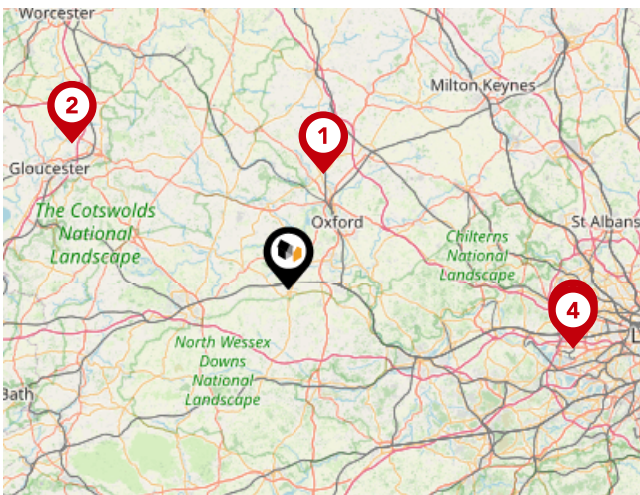 Worcester
Milton Keynes
2
1
Gloucester
The Cotswolds
National
Landscape
Oxford
St Albans
Chilterns
National
Landscape
4
North Wessex
Downs
National
Landscape
Bath
L